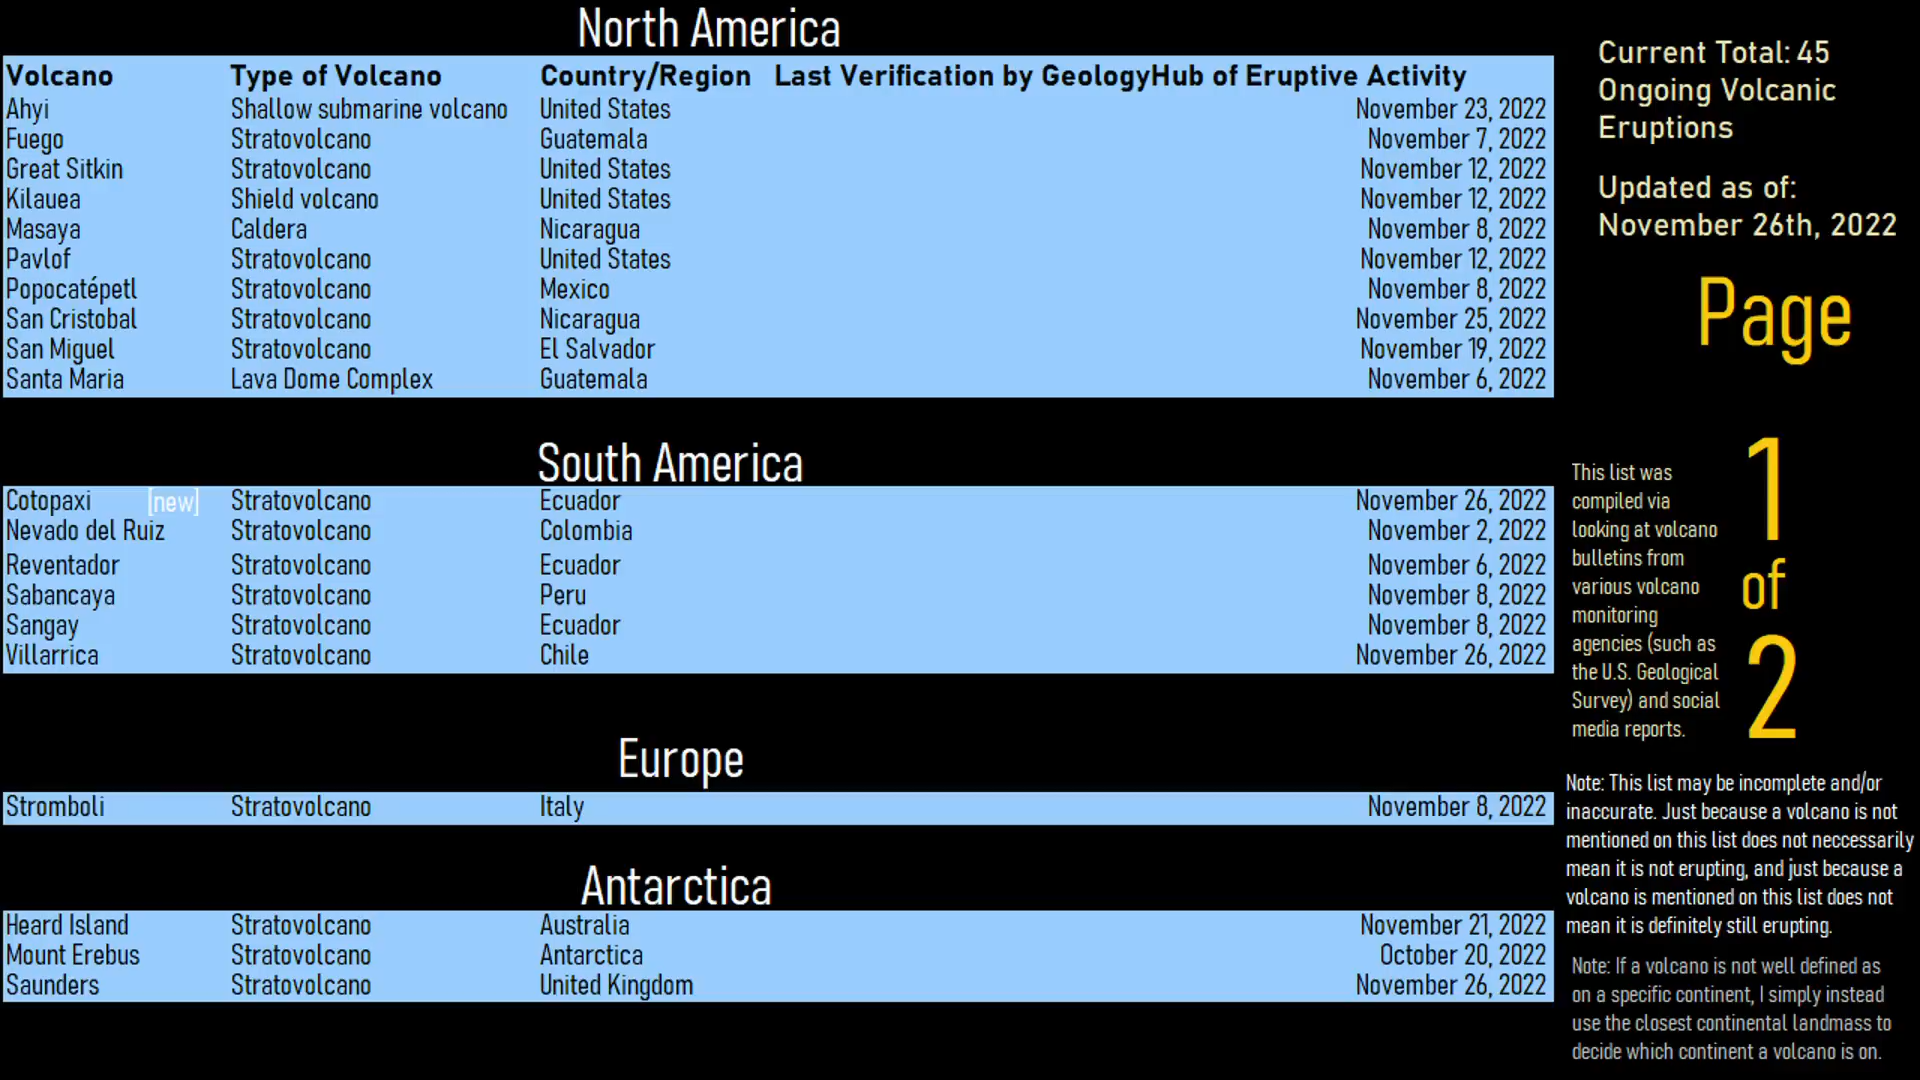 North America
Volcano Type of Volcano Country/Region Last Verification by GeologyHub of Eruptive Activity
Ahyi Shallow submarine volcano United States November 23, 2022
Fuego Stratovolcano Guatemala November 7, 2022
Great Sitkin Stratovolcano United States November 12, 2022
Kilauea Shield volcano United States November 12, 2022
Masaya Caldera Nicaragua November 8, 2022
Pavlof Stratovolcano United States November 12, 2022
Popocatépetl Stratovolcano Mexico November 8, 2022
San Cristobal Stratovolcano Nicaragua November 25, 2022
San Miguel Stratovolcano El Salvador November 19, 2022
Santa Maria Lava Dome Complex Guatemala November 6, 2022
South America
Cotopaxi [new] Stratovolcano Ecuador November 26, 2022
Nevado del Ruiz Stratovolcano Colombia November 2, 2022
Reventador Stratovolcano Ecuador November 6, 2022
Sabancaya Stratovolcano Peru November 8, 2022
Sangay Stratovolcano Ecuador November 8, 2022
Villarrica Stratovolcano Chile November 26, 2022
Europe
Stromboli Stratovolcano Italy November 8, 2022
Antarctica
Heard Island Stratovolcano Australia November 21, 2022
Mount Erebus Stratovolcano Antarctica October 20, 2022
Saunders Stratovolcano United Kingdom November 26, 2022
Current Total: 45
Ongoing Volcanic
Eruptions
Updated as of:
November 26th, 2022
Page
1
of
2
This list was
compiled via
looking at volcano
bulletins from
various volcano
monitoring
agencies (such as
the U.S. Geological
Survey) and social
media reports.
Note: This list may be incomplete and/or
inaccurate. Just because a volcano is not
mentioned on this list does not neccessarily
mean it is not erupting, and just because a
volcano is mentioned on this list does not
mean it is definitely still erupting.
Note: If a volcano is not well defined as
on a specific continent, I simply instead
use the closest continental landmass to
decide which continent a volcano is on.